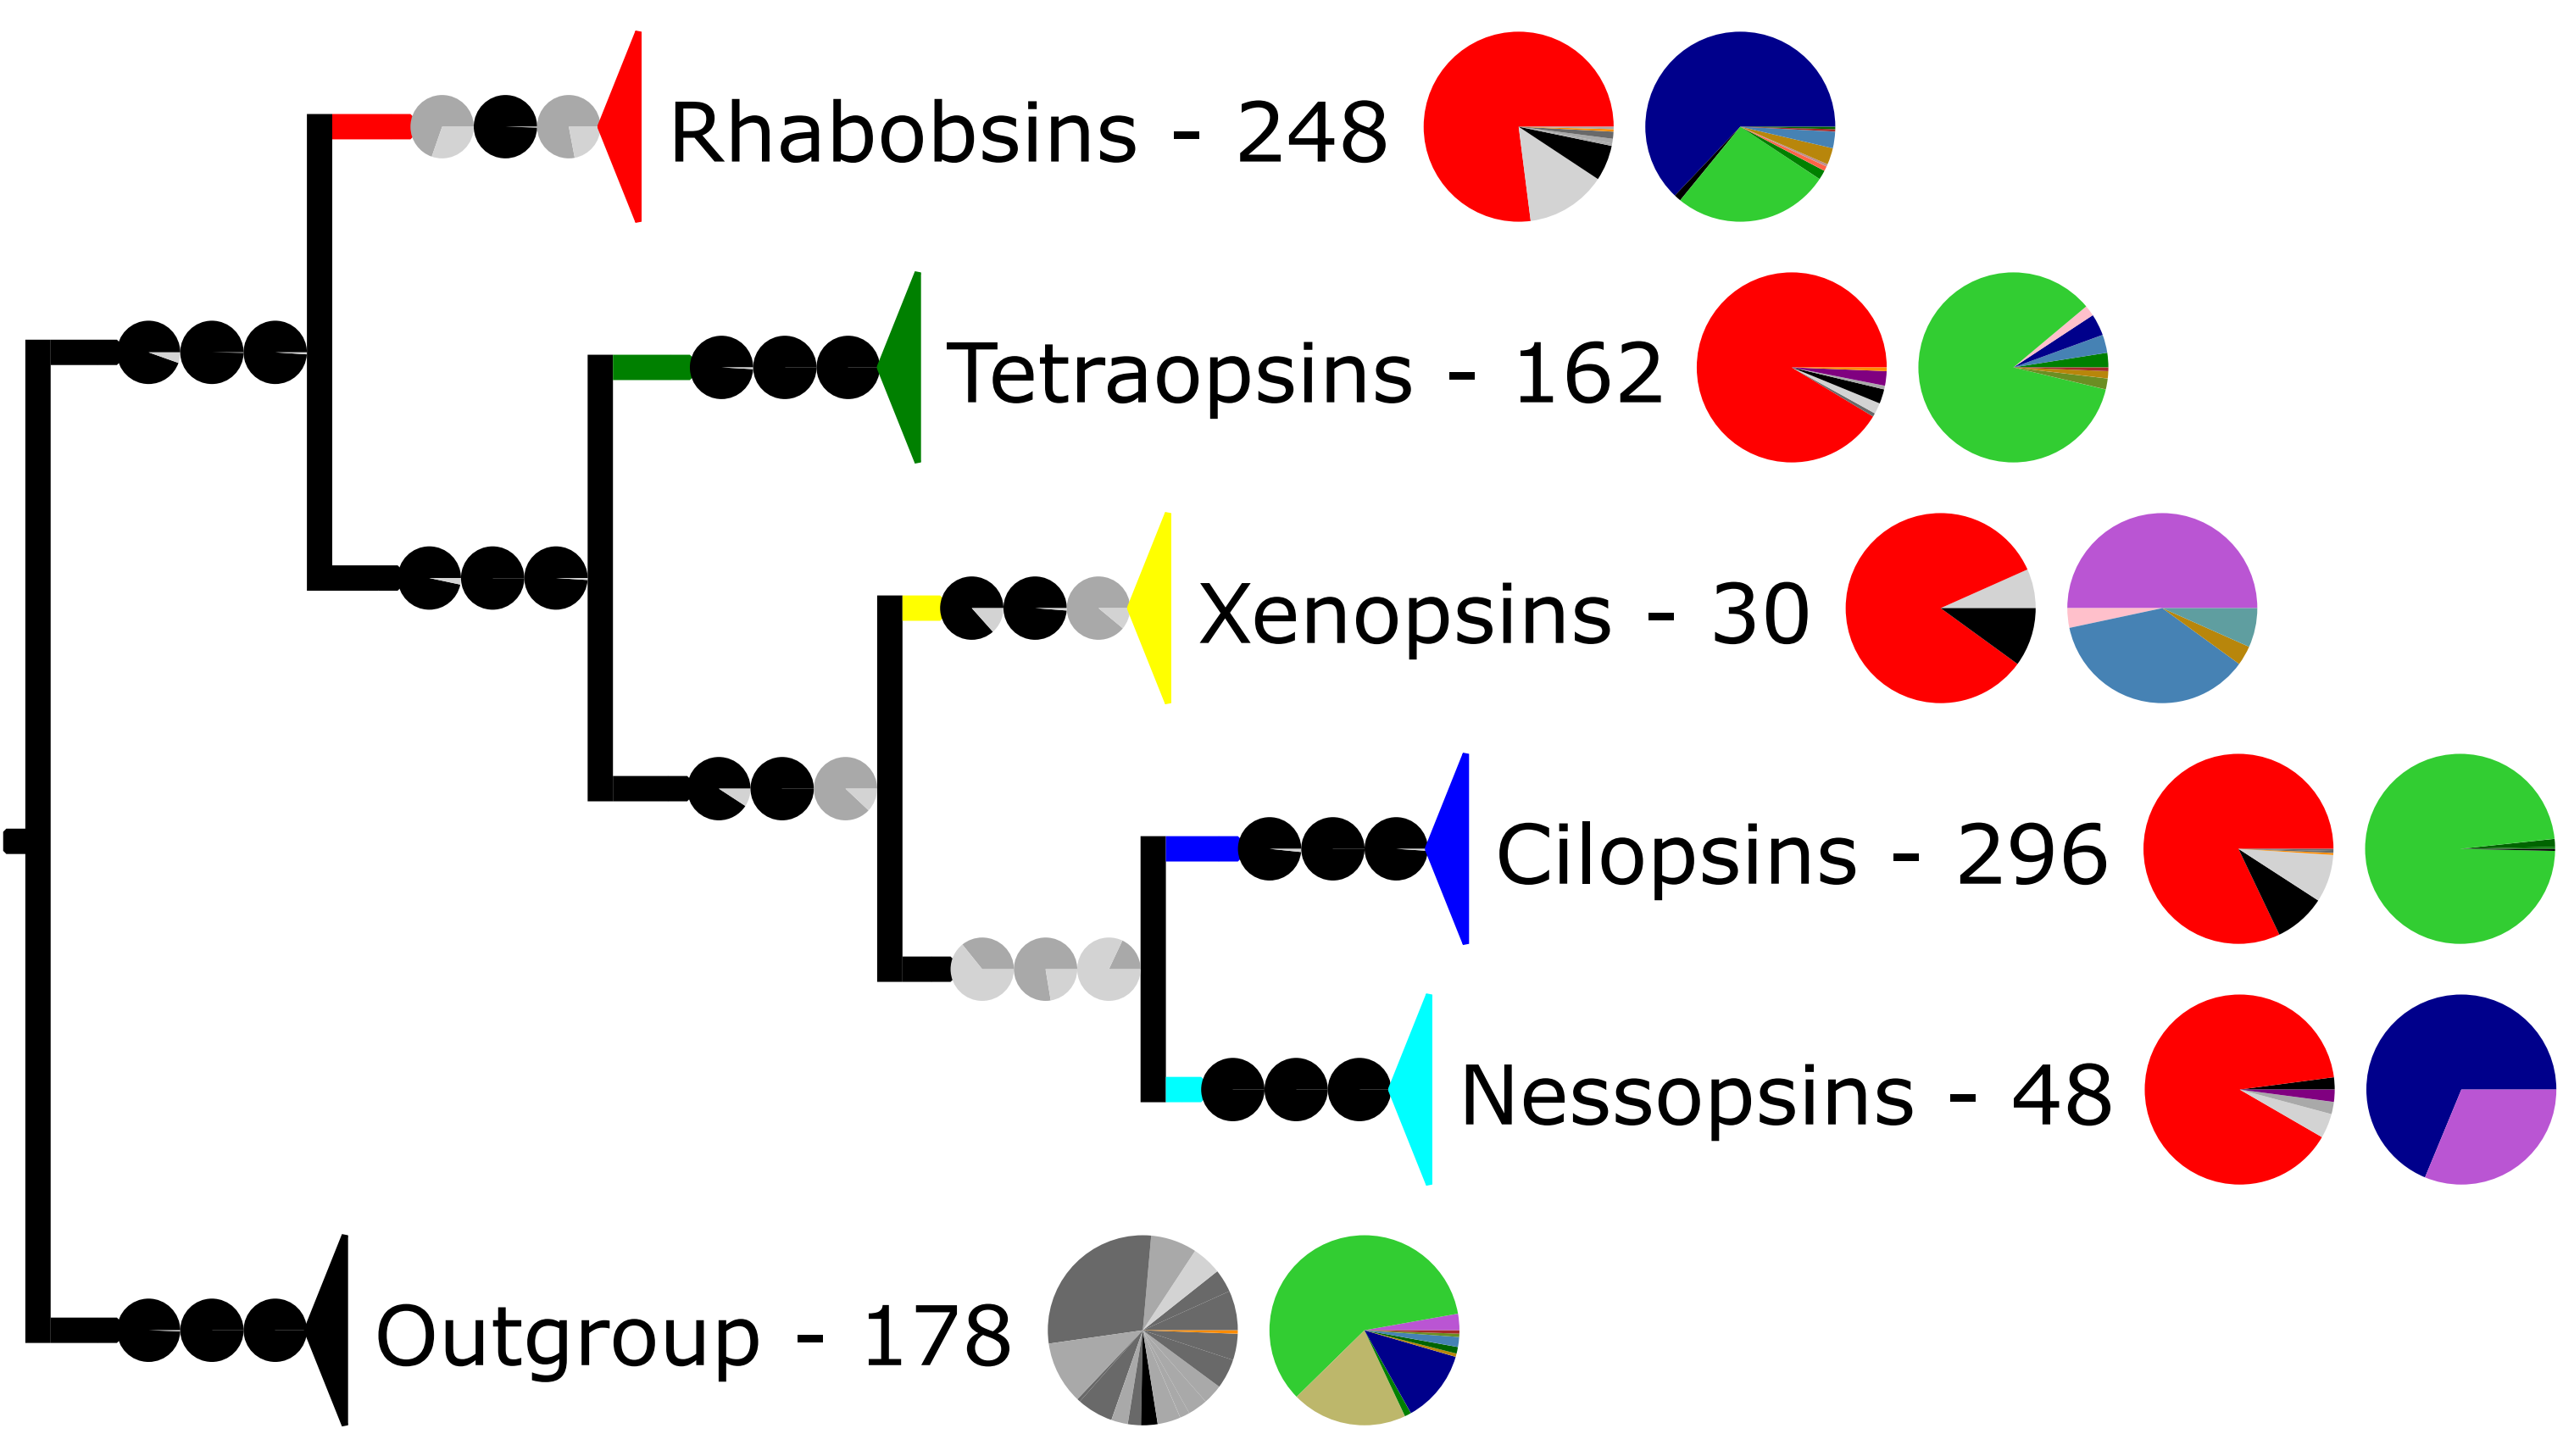 Rhabobsins - 248
Tetraopsins - 162
Xenopsins - 30
Cilopsins - 296
Nessopsins - 48
Outgroup - 178